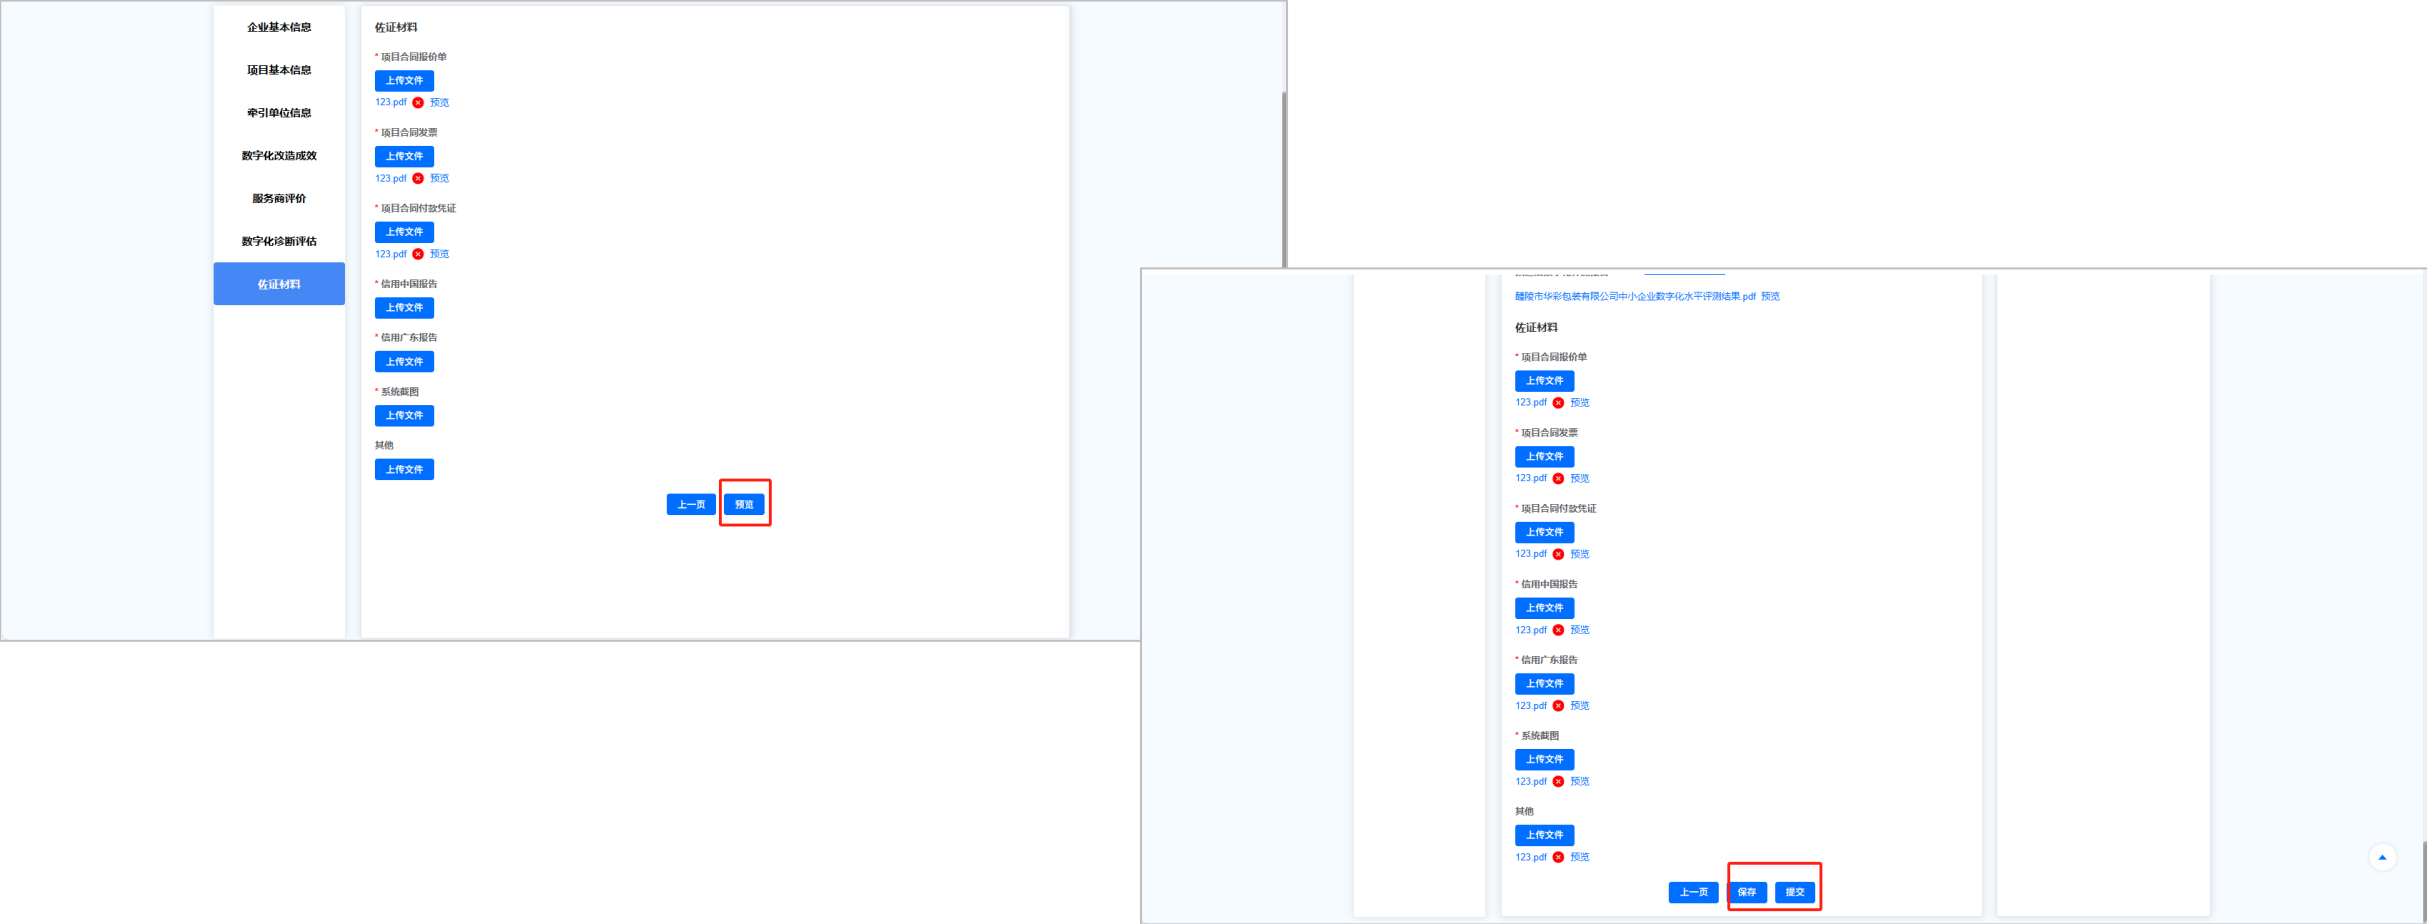 企业基本信息
项目基本信息
牵引单位信息
数字化改造成效
服务商评价
数字化诊断评估
佐证材料
佐证材料
* 项目合同报价单
上传文件
123.pdf 预览
* 项目合同发票
上传文件
123.pdf 预览
* 项目合同付款凭证
上传文件
123.pdf 预览
* 信用中国报告
上传文件
* 信用广东报告
上传文件
* 系统截图
上传文件
其他
上传文件
上一页 预览
醴陵市华彩包装有限公司中小企业数字化水平评测结果.pdf 预览
佐证材料
* 项目合同报价单
上传文件
123.pdf 预览
* 项目合同发票
上传文件
123.pdf 预览
* 项目合同付款凭证
上传文件
123.pdf 预览
* 信用中国报告
上传文件
123.pdf 预览
* 信用广东报告
上传文件
123.pdf 预览
* 系统截图
上传文件
123.pdf 预览
其他
上传文件
123.pdf 预览
上一页 保存 提交